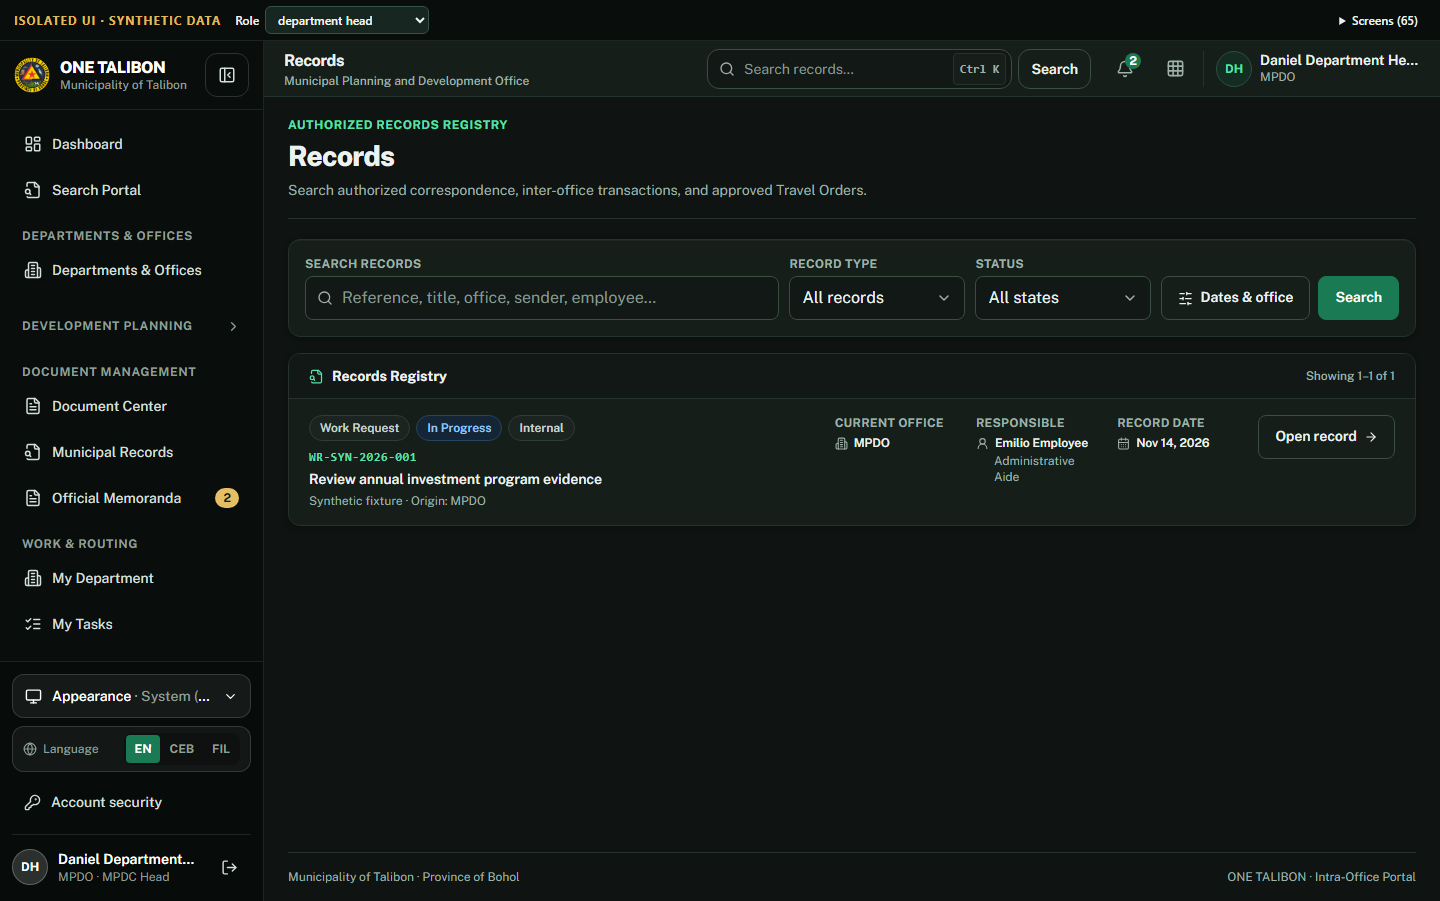 ISOLATED UI · SYNTHETIC DATA
Role
department head
Screens (65)
ONE TALIBON
Municipality of Talibon
Records
Municipal Planning and Development Office
Search records...
Ctrl K
Search
2
DH
Daniel Department He...
MPDO
Dashboard
Search Portal
DEPARTMENTS & OFFICES
Departments & Offices
DEVELOPMENT PLANNING
DOCUMENT MANAGEMENT
Document Center
Municipal Records
Official Memoranda
2
WORK & ROUTING
My Department
My Tasks
Appearance · System (...
Language
EN
CEB
FIL
Account security
DH
Daniel Department...
MPDO · MPDC Head
AUTHORIZED RECORDS REGISTRY
Records
Search authorized correspondence, inter-office transactions, and approved Travel Orders.
SEARCH RECORDS
Reference, title, office, sender, employee...
RECORD TYPE
All records
STATUS
All states
Dates & office
Search
Records Registry
Showing 1–1 of 1
Work Request
In Progress
Internal
WR-SYN-2026-001
Review annual investment program evidence
Synthetic fixture · Origin: MPDO
CURRENT OFFICE
MPDO
RESPONSIBLE
Emilio Employee
Administrative
Aide
RECORD DATE
Nov 14, 2026
Open record
Municipality of Talibon · Province of Bohol
ONE TALIBON · Intra-Office Portal